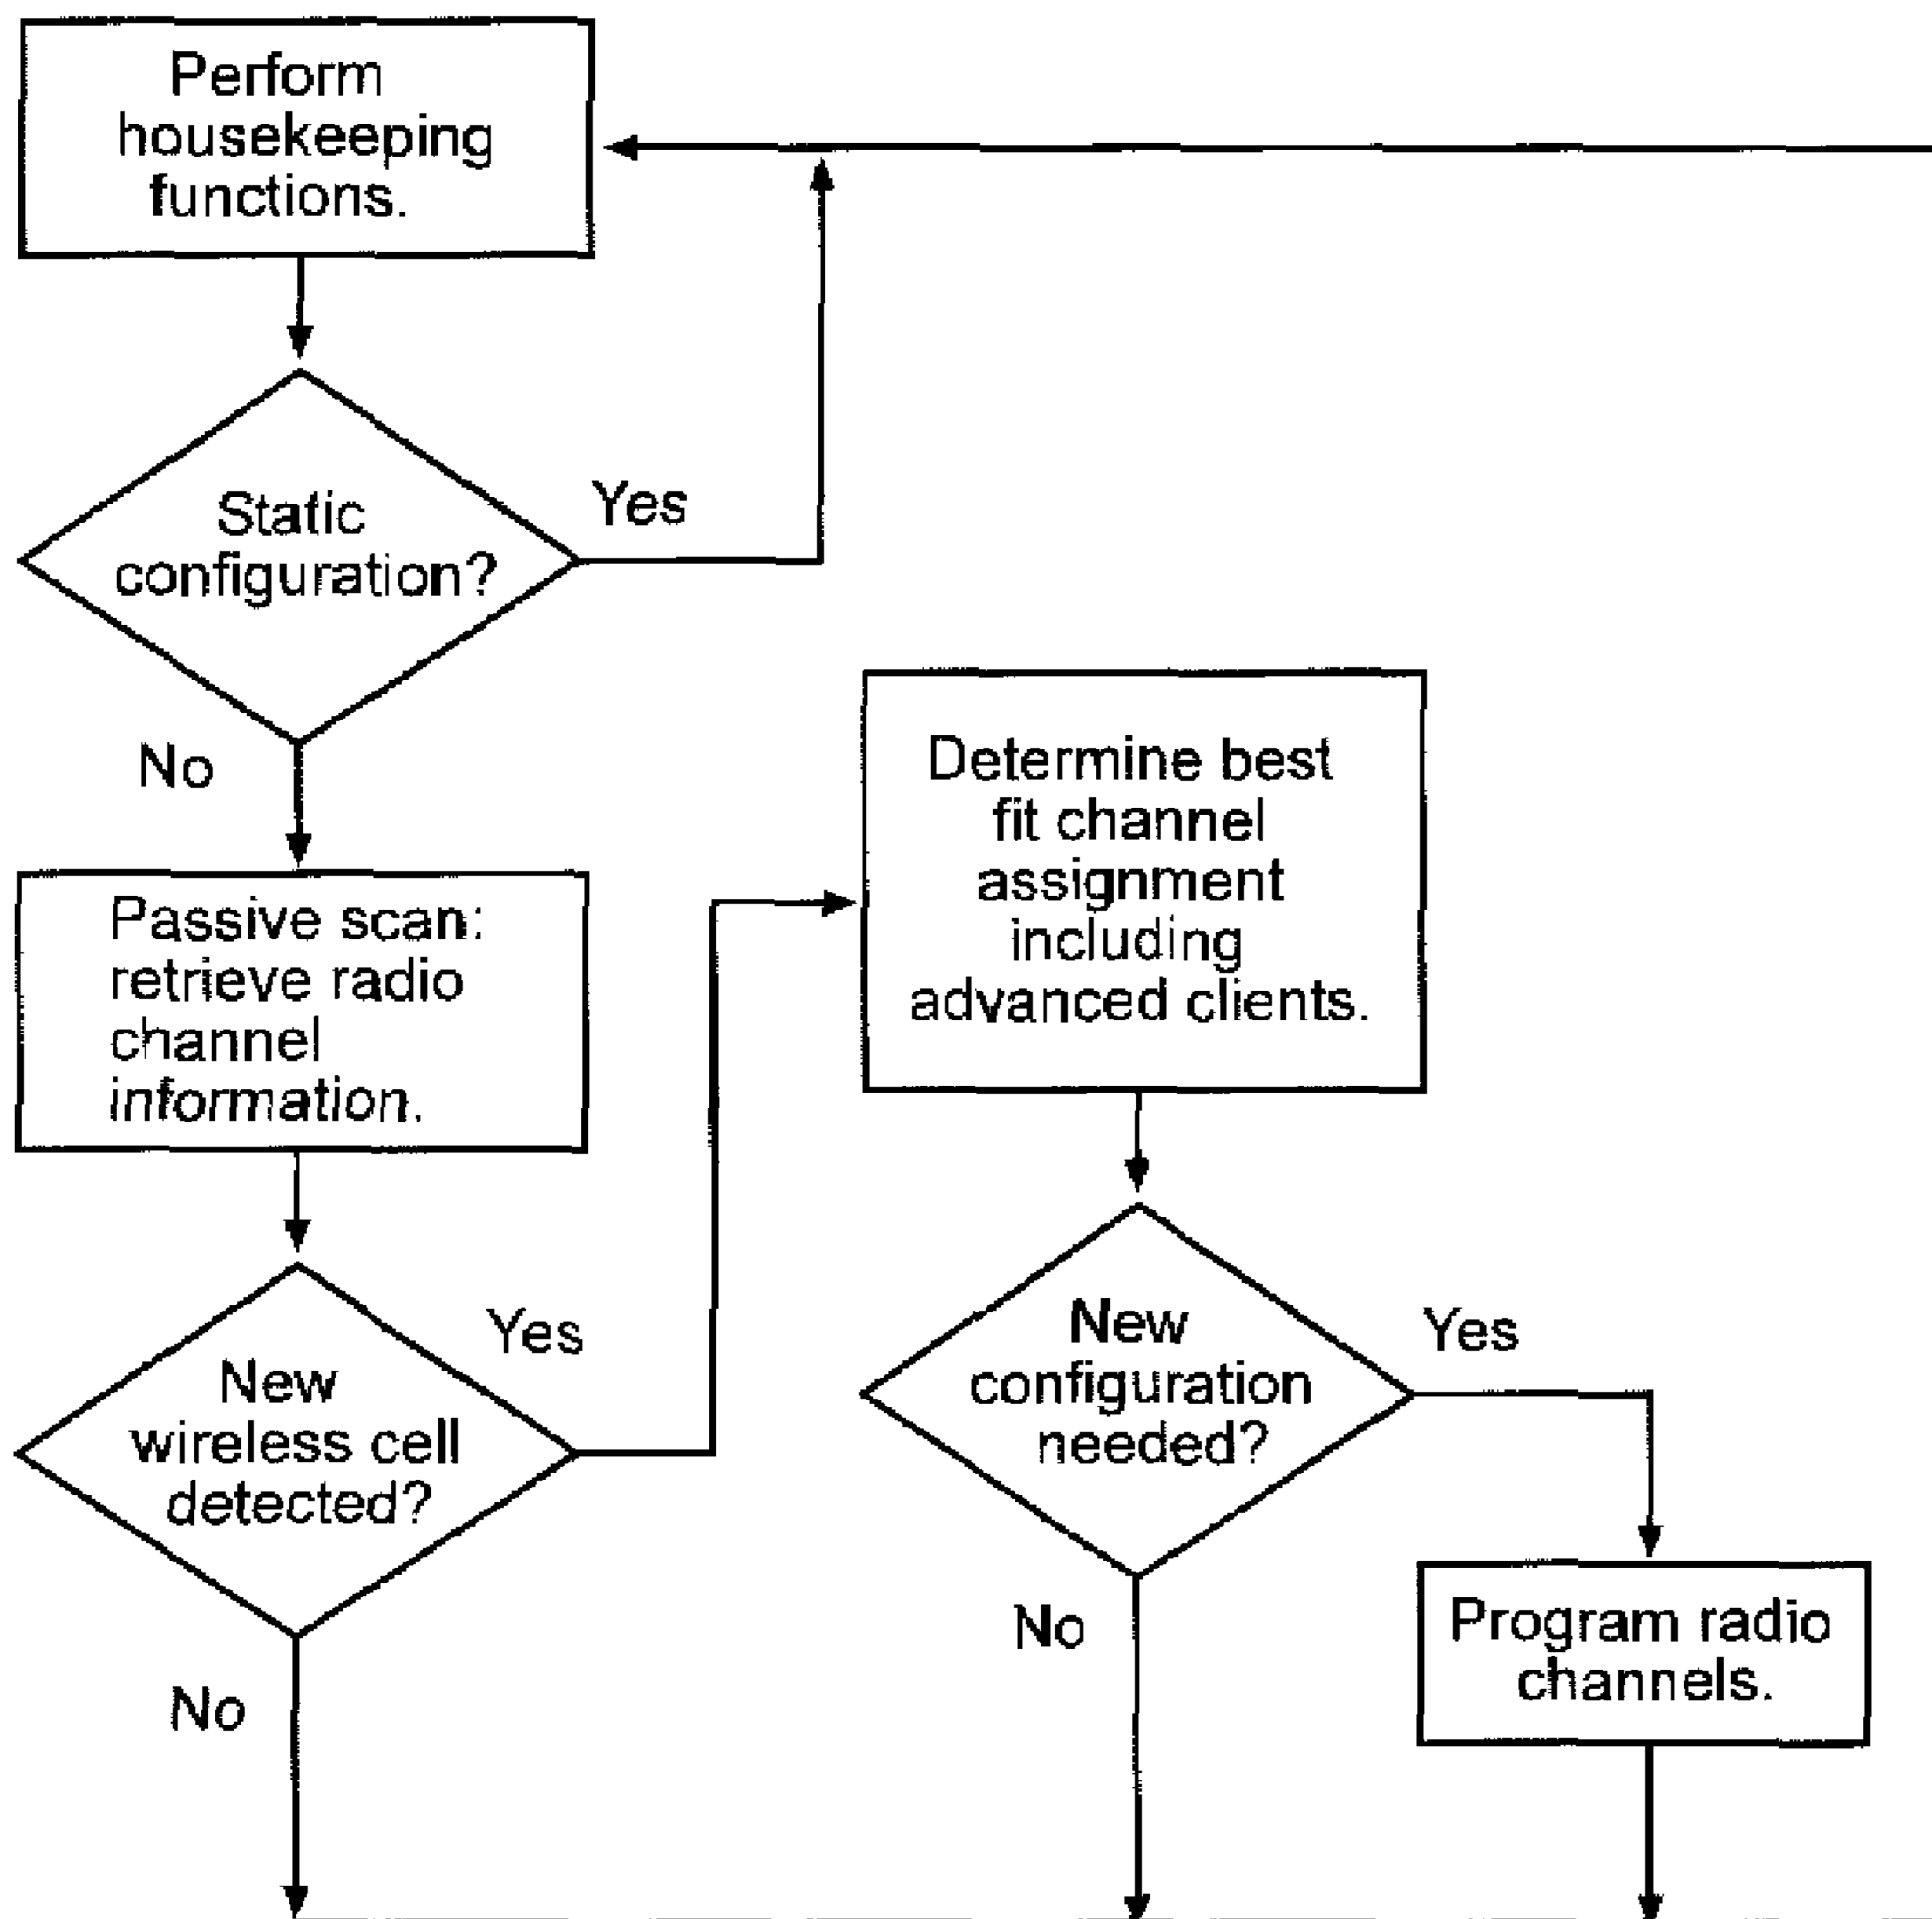 Perform
housekeeping
functions.
Static
configuration?
Yes
No
Passive scan:
retrieve radio
channel
information.
New
wireless cell
detected?
Yes
No
Determine best
fit channel
assignment
including
advanced clients.
New
configuration
needed?
Yes
No
Program radio
channels.